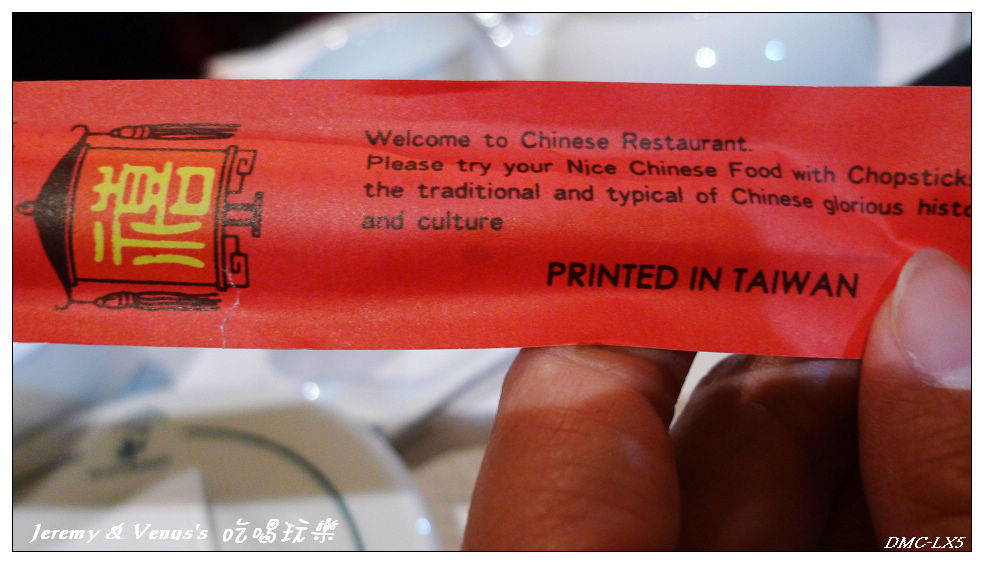 Welcome to Chinese Restaurant.
Please try your Nice Chinese Food with Chopsticks
the traditional and typical of Chinese glorious histo
and culture
PRINTED IN TAIWAN
Jeremy & Venus's 吃喝玩樂
DMC-LX5